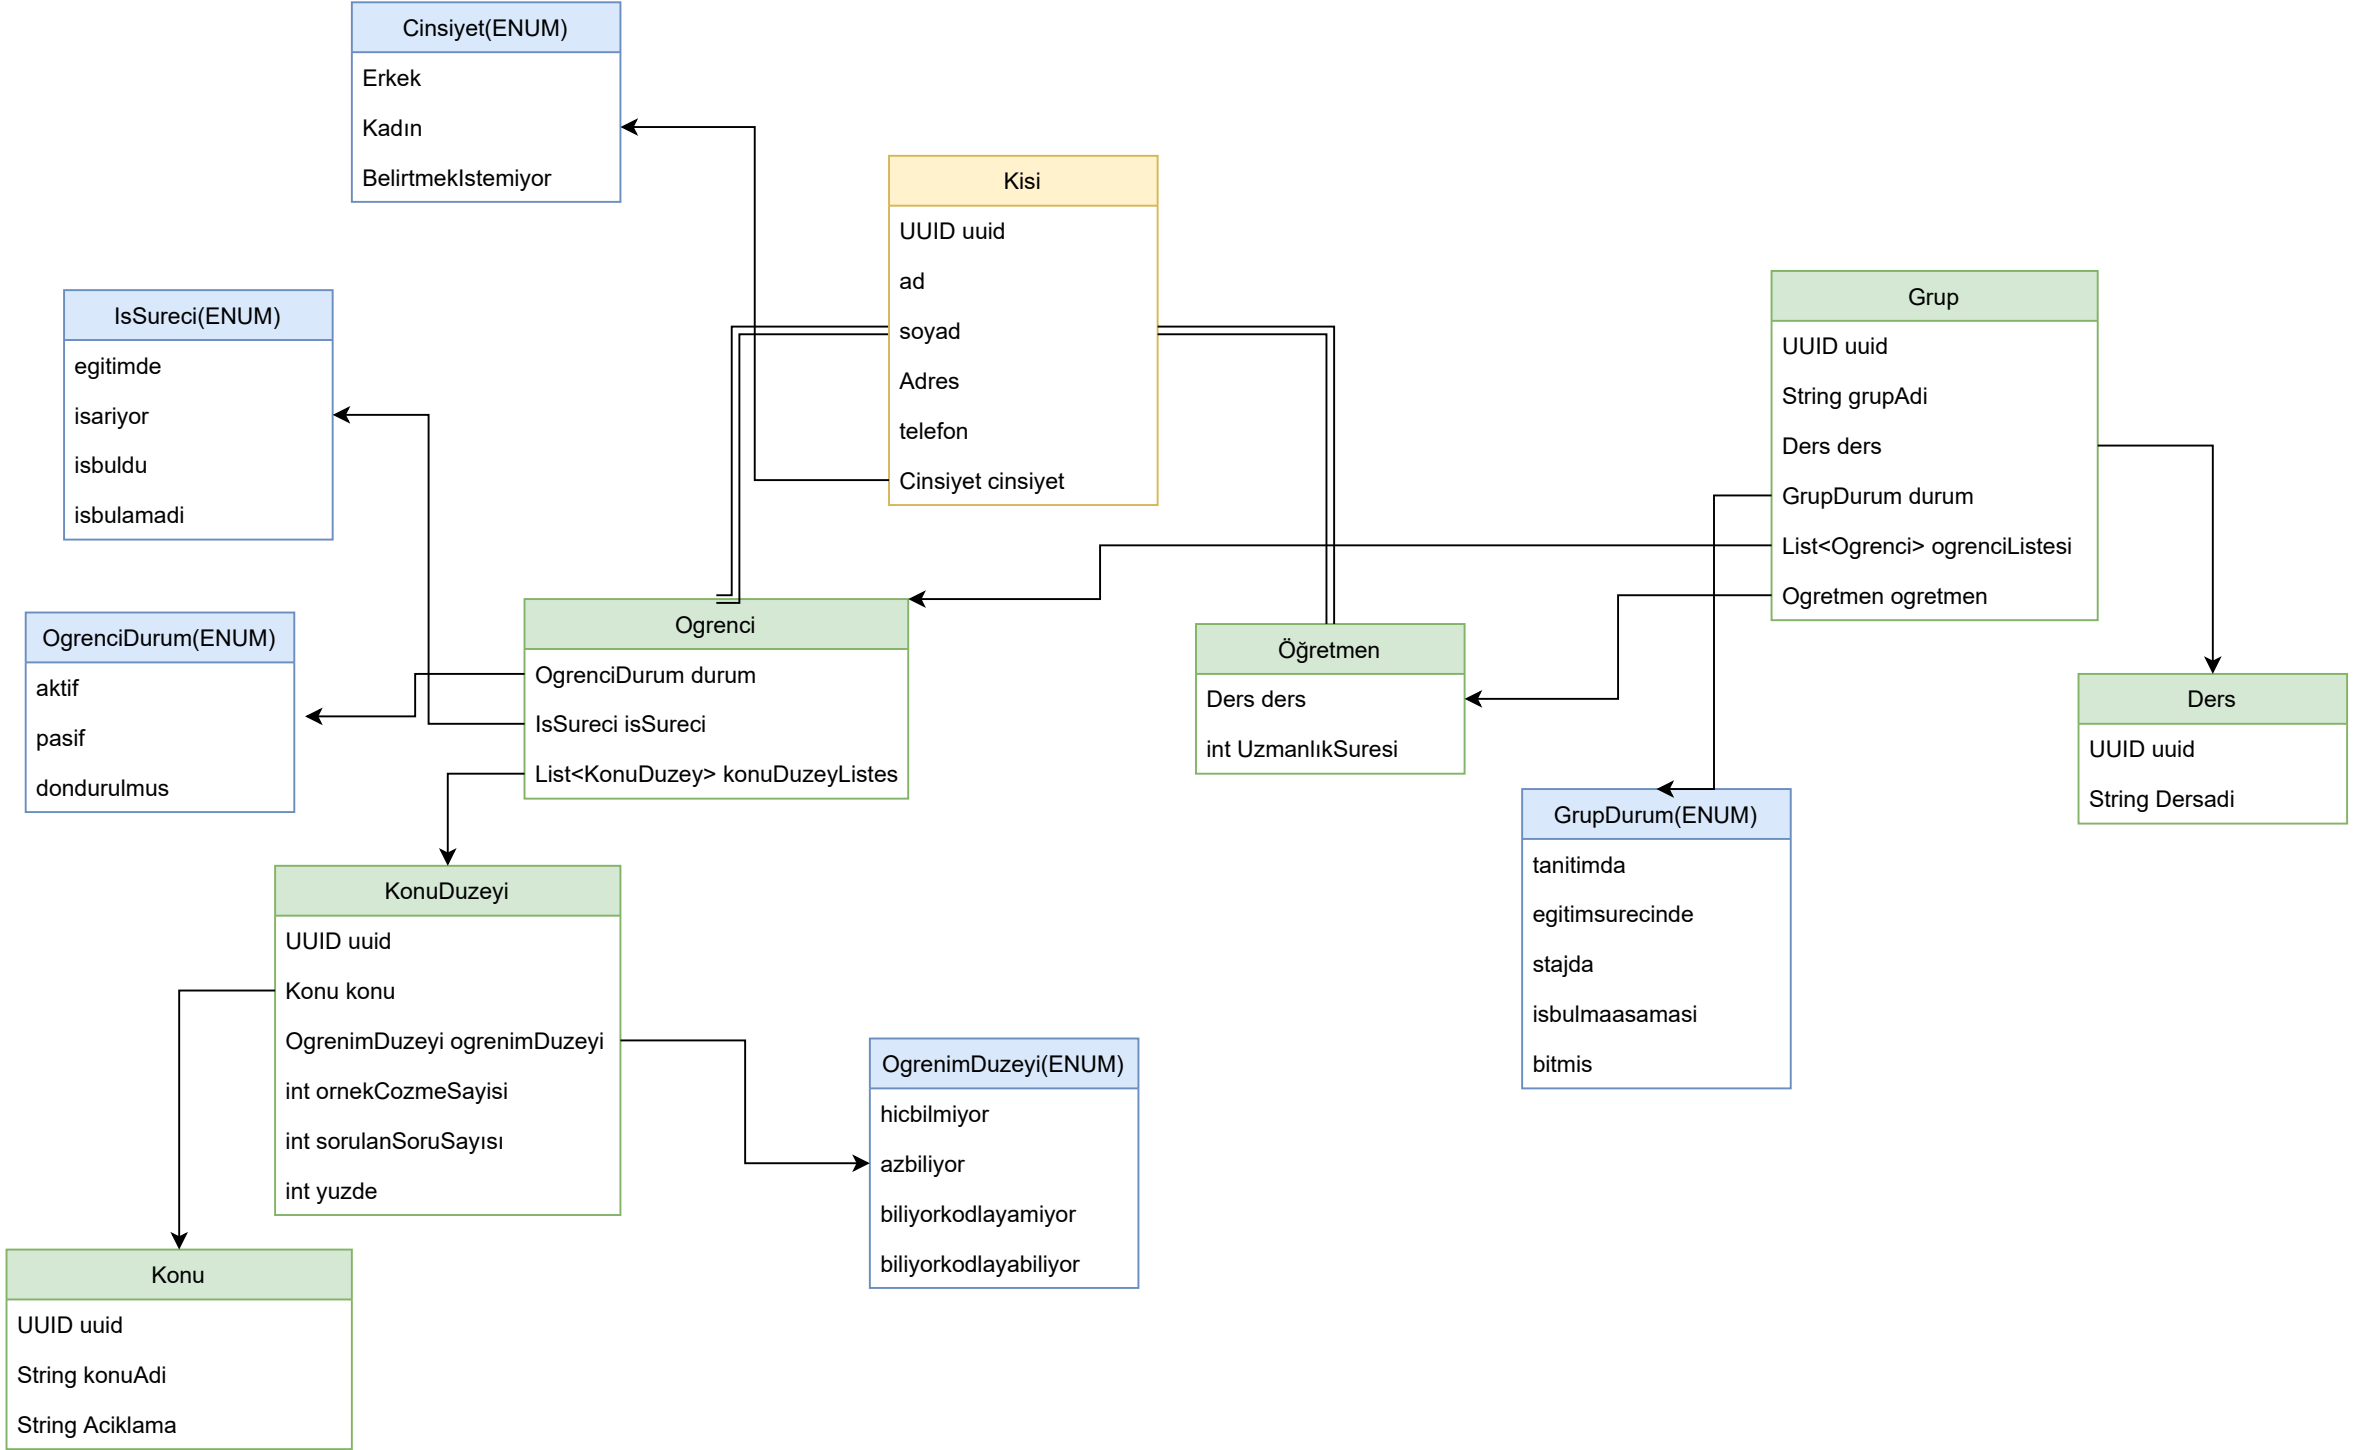 Cinsiyet(ENUM)
Erkek
Kadın
BelirtmekIstemiyor
Kisi
UUID uuid
ad
soyad
Adres
telefon
Cinsiyet cinsiyet
Grup
UUID uuid
String grupAdi
Ders ders
GrupDurum durum
List<Ogrenci> ogrenciListesi
Ogretmen ogretmen
IsSureci(ENUM)
egitimde
isariyor
isbuldu
isbulamadi
OgrenciDurum(ENUM)
aktif
pasif
dondurulmus
Ogrenci
OgrenciDurum durum
IsSureci isSureci
List<KonuDuzey> konuDuzeyListes
Öğretmen
Ders ders
int UzmanlıkSuresi
Ders
UUID uuid
String Dersadi
GrupDurum(ENUM)
tanitimda
egitimsurecinde
stajda
isbulmaasamasi
bitmis
KonuDuzeyi
UUID uuid
Konu konu
OgrenimDuzeyi ogrenimDuzeyi
int ornekCozmeSayisi
int sorulanSoruSayısı
int yuzde
OgrenimDuzeyi(ENUM)
hicbilmiyor
azbiliyor
biliyorkodlayamiyor
biliyorkodlayabiliyor
Konu
UUID uuid
String konuAdi
String Aciklama